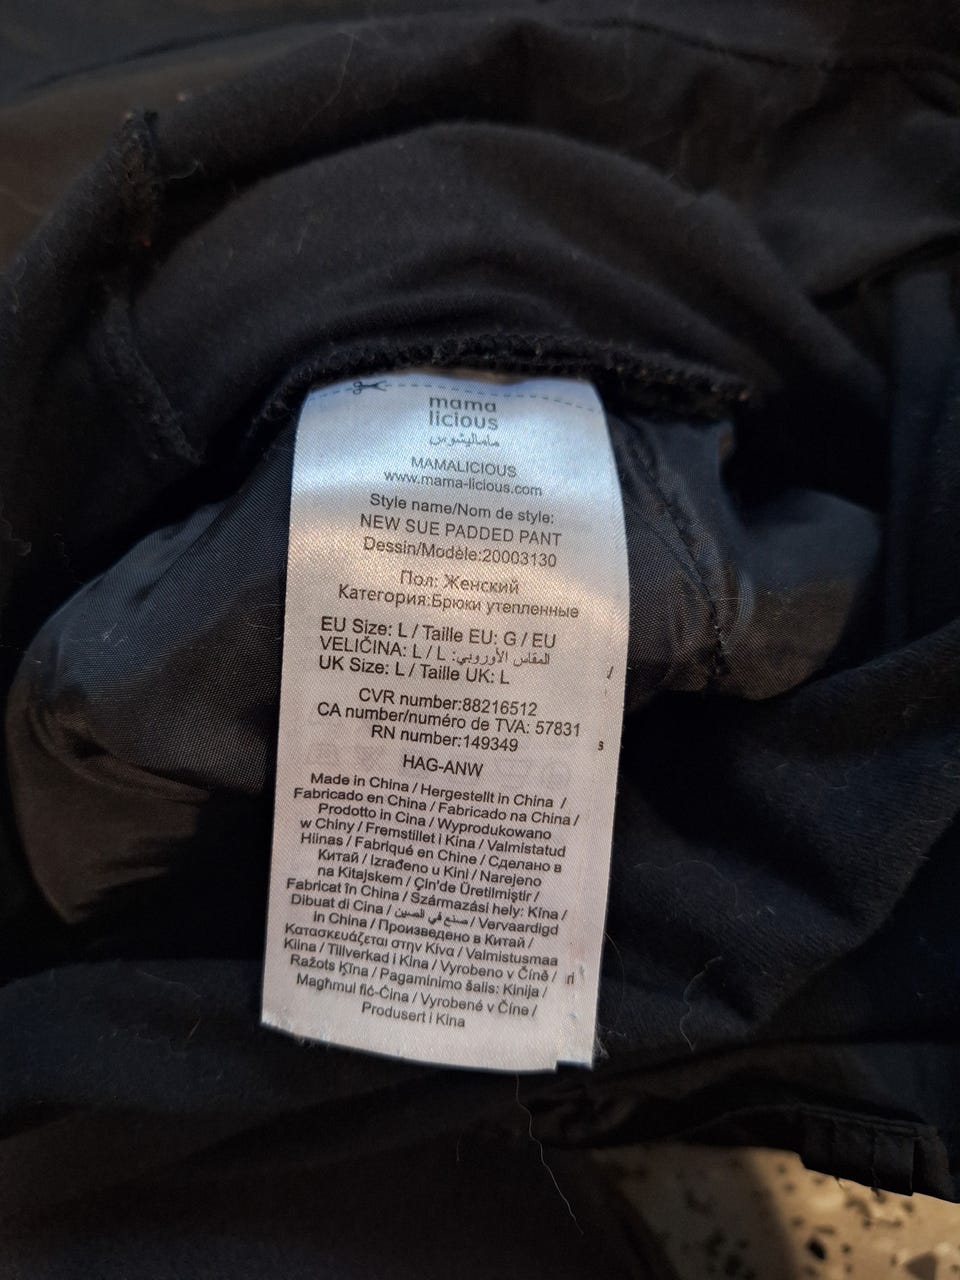 mama
licious
ماماليشوس
MAMALICIOUS
www.mama-licious.com
Style name/Nom de style:
NEW SUE PADDED PANT
Dessin/Modèle:20003130
Пол: Женский
Категория:Брюки утепленные
EU Size: L / Taille EU: G / EU
VELIČINA: L / L :المقاس الأوروبي
UK Size: L / Taille UK: L
CVR number:88216512
CA number/numéro de TVA: 57831
RN number:149349
HAG-ANW
Made in China / Hergestellt in China /
Fabricado en China / Fabricado na China /
Prodotto in Cina / Wyprodukowano
w Chiny / Fremstillet i Kina / Valmistatud
Hiinas / Fabriqué en Chine / Сделано в
Китай / Izrađeno u Kini / Narejeno
na Kitajskem / Çin'de Üretilmiştir /
Fabricat în China / Származási hely: Kína /
Dibuat di Cina / صنع في الصين / Vervaardigd
in China / Произведено в Китай /
Κατασκευάζεται στην Κίνα / Valmistusmaa
Kiina / Tillverkad i Kina / Vyrobeno v Číně /
Ražots Ķīna / Pagaminimo šalis: Kinija /
Magħmul fiċ-Ċina / Vyrobené v Číne /
Produsert i Kina